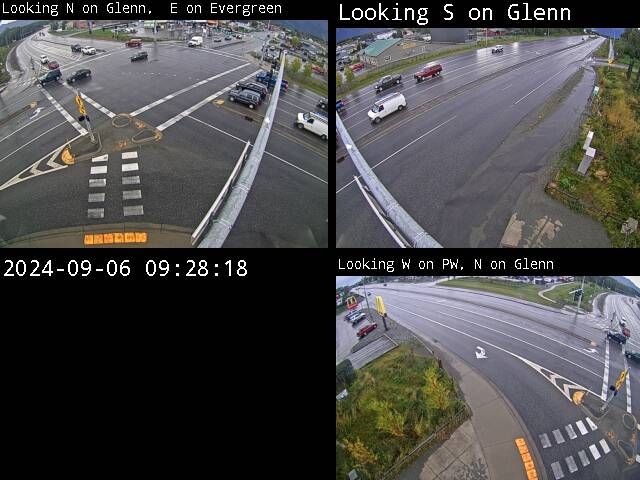 Looking N on Glenn,  E on Evergreen
Looking S on Glenn
2024-09-06 09:28:18
Looking W on PW, N on Glenn